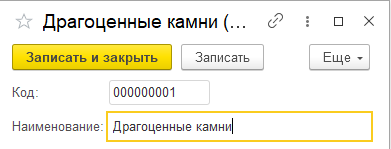 Драгоценные камни (...
Записать и закрыть Записать Еще
Код: 000000001
Наименование: Драгоценные камни